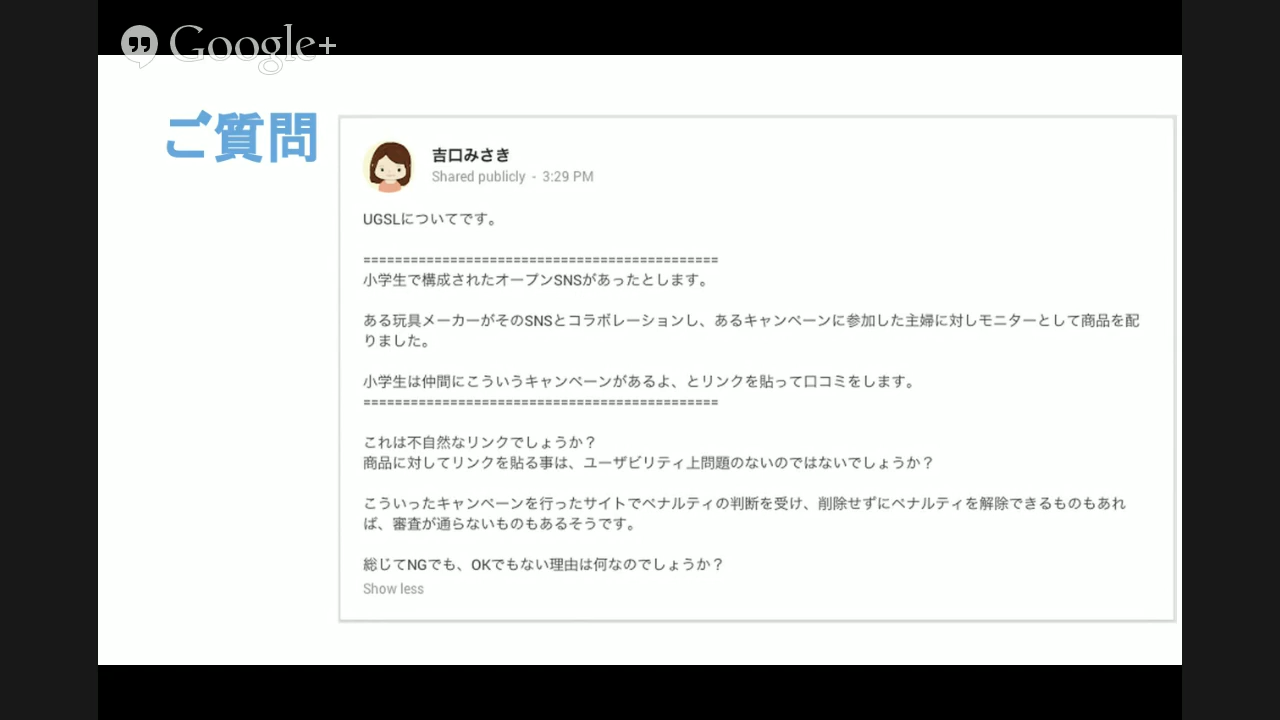 Google+
ご質問
吉口みさき
Shared publicly - 3:29 PM
UGSLについてです。
=============================================
小学生で構成されたオープンSNSがあったとします。
ある玩具メーカーがそのSNSとコラボレーションし、あるキャンペーンに参加した主婦に対しモニターとして商品を配
りました。
小学生は仲間にこういうキャンペーンがあるよ、とリンクを貼って口コミをします。
=============================================
これは不自然なリンクでしょうか？
商品に対してリンクを貼る事は、ユーザビリティ上問題のないのではないでしょうか？
こういったキャンペーンを行ったサイトでペナルティの判断を受け、削除せずにペナルティを解除できるものもあれ
ば、審査が通らないものもあるそうです。
総じてNGでも、OKでもない理由は何なのでしょうか？
Show less